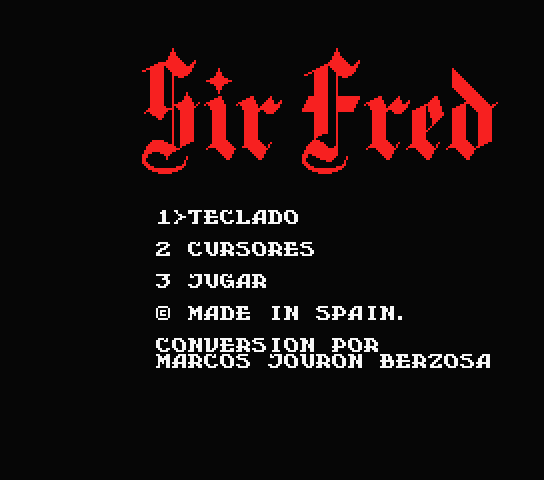 Sir Fred
1>TECLADO
2 CURSORES
3 JUGAR
© MADE IN SPAIN.
CONVERSION POR
MARCOS JOURON BERZOSA